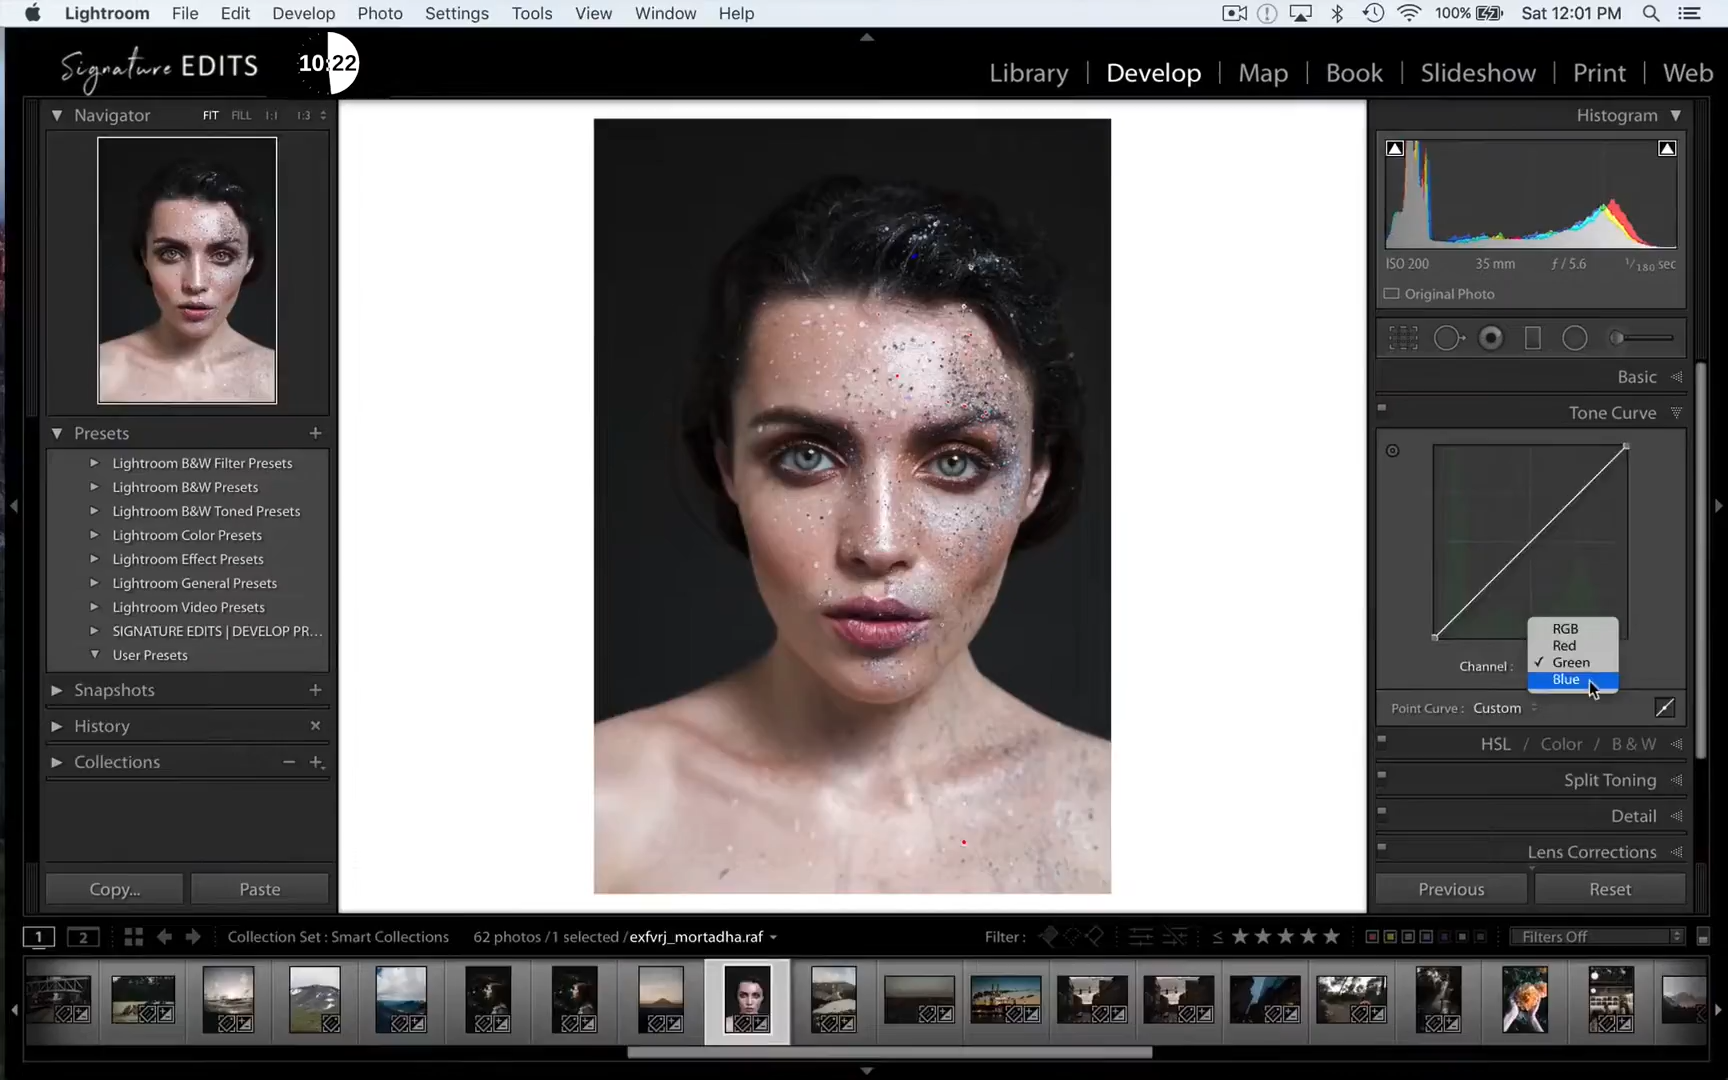 Lightroom File Edit Develop Photo Settings Tools View Window Help 100% Sat 12:01 PM
Signature EDITS 10:22 Library Develop Map Book Slideshow Print Web
Navigator FIT FILL 1:1 1:3
Histogram
ISO 200 35 mm ƒ / 5.6 1/180 sec
Original Photo
Basic
Tone Curve
RGB
Red
✓ Green
Blue
Channel :
Point Curve : Custom
HSL / Color / B & W
Split Toning
Detail
Lens Corrections
Previous Reset
Presets +
Lightroom B&W Filter Presets
Lightroom B&W Presets
Lightroom B&W Toned Presets
Lightroom Color Presets
Lightroom Effect Presets
Lightroom General Presets
Lightroom Video Presets
SIGNATURE EDITS | DEVELOP PR...
User Presets
Snapshots +
History ×
Collections − +
Copy... Paste
1 2 Collection Set : Smart Collections 62 photos / 1 selected / exfvrj_mortadha.raf Filter : ≤ ★ ★ ★ ★ ★ Filters Off